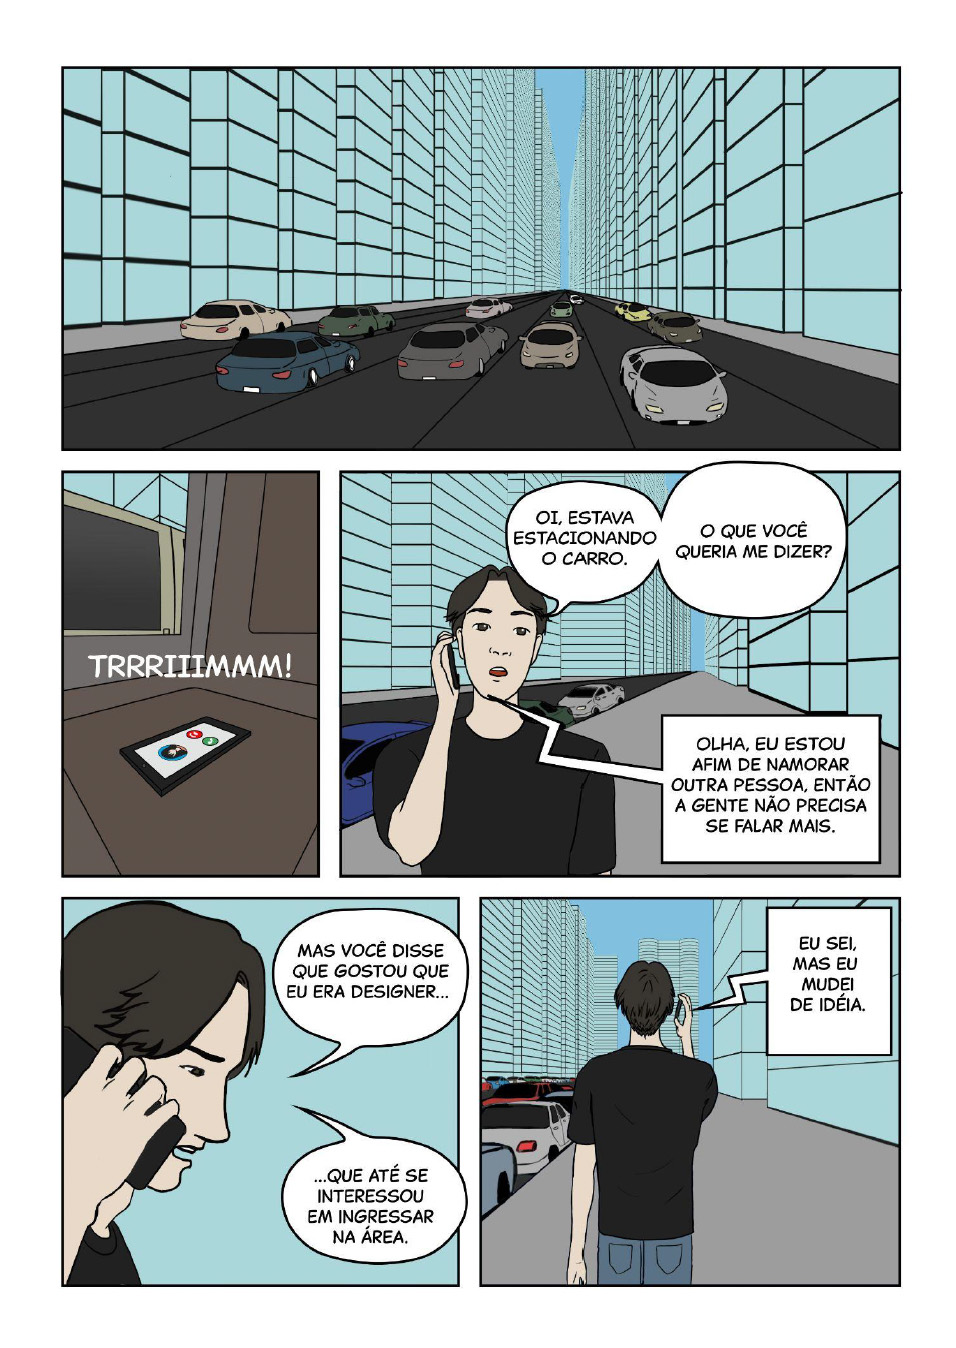 TRRRIIIMMM!
OI, ESTAVA
ESTACIONANDO
O CARRO.
O QUE VOCÊ
QUERIA ME DIZER?
OLHA, EU ESTOU
AFIM DE NAMORAR
OUTRA PESSOA, ENTÃO
A GENTE NÃO PRECISA
SE FALAR MAIS.
MAS VOCÊ DISSE
QUE GOSTOU QUE
EU ERA DESIGNER...
...QUE ATÉ SE
INTERESSOU
EM INGRESSAR
NA ÁREA.
EU SEI,
MAS EU
MUDEI
DE IDÉIA.